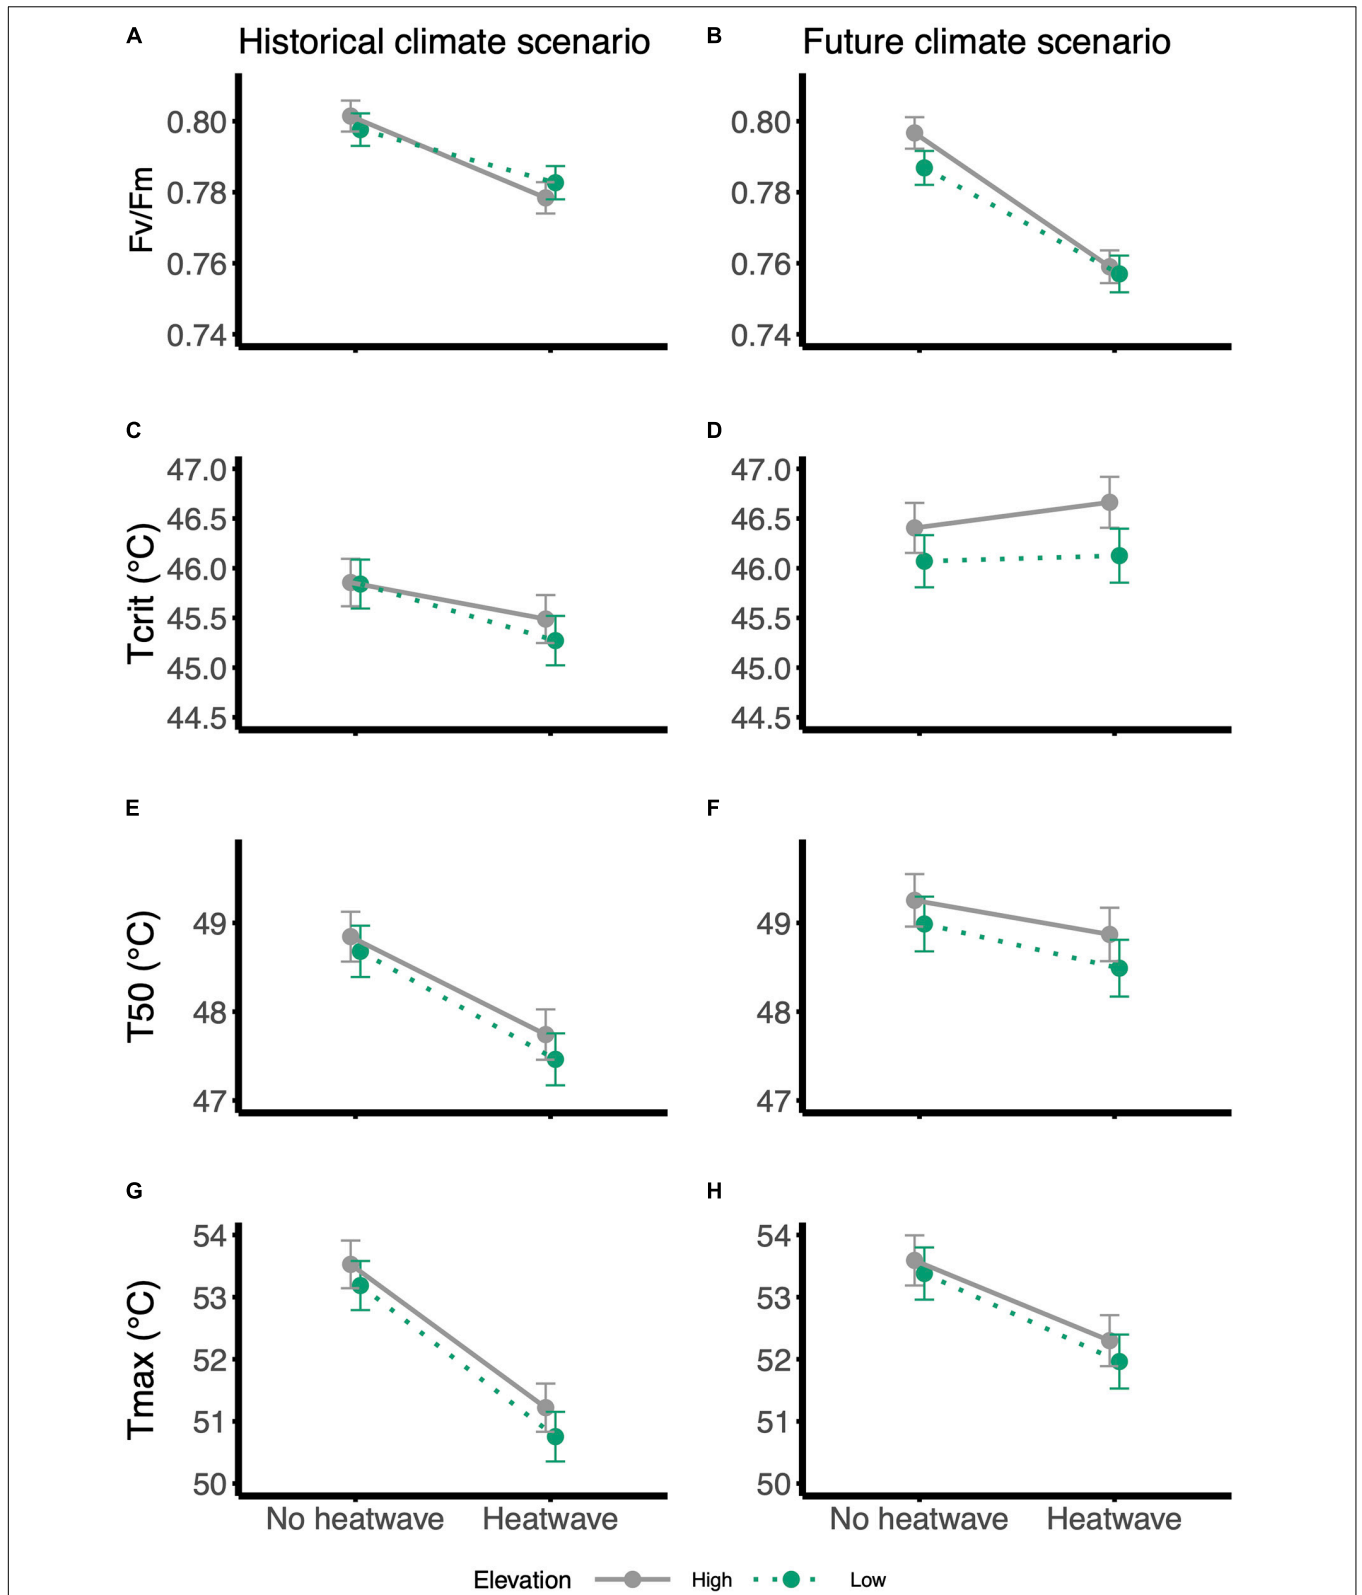 A Historical climate scenario B Future climate scenario
0.80 0.80
0.78 0.78
0.76 0.76
0.74 0.74
Fv/Fm
C D
47.0 47.0
46.5 46.5
46.0 46.0
45.5 45.5
45.0 45.0
44.5 44.5
Tcrit (°C)
E F
49 49
48 48
47 47
T50 (°C)
G H
54 54
53 53
52 52
51 51
50 50
Tmax (°C)
No heatwave Heatwave No heatwave Heatwave
Elevation High Low